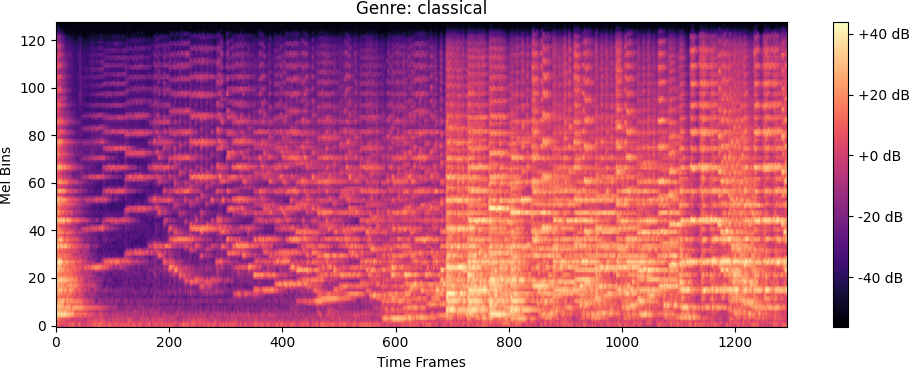 Genre: classical
120
100
80
60
40
20
0
Mel Bins
0 200 400 600 800 1000 1200
Time Frames
+40 dB
+20 dB
+0 dB
-20 dB
-40 dB